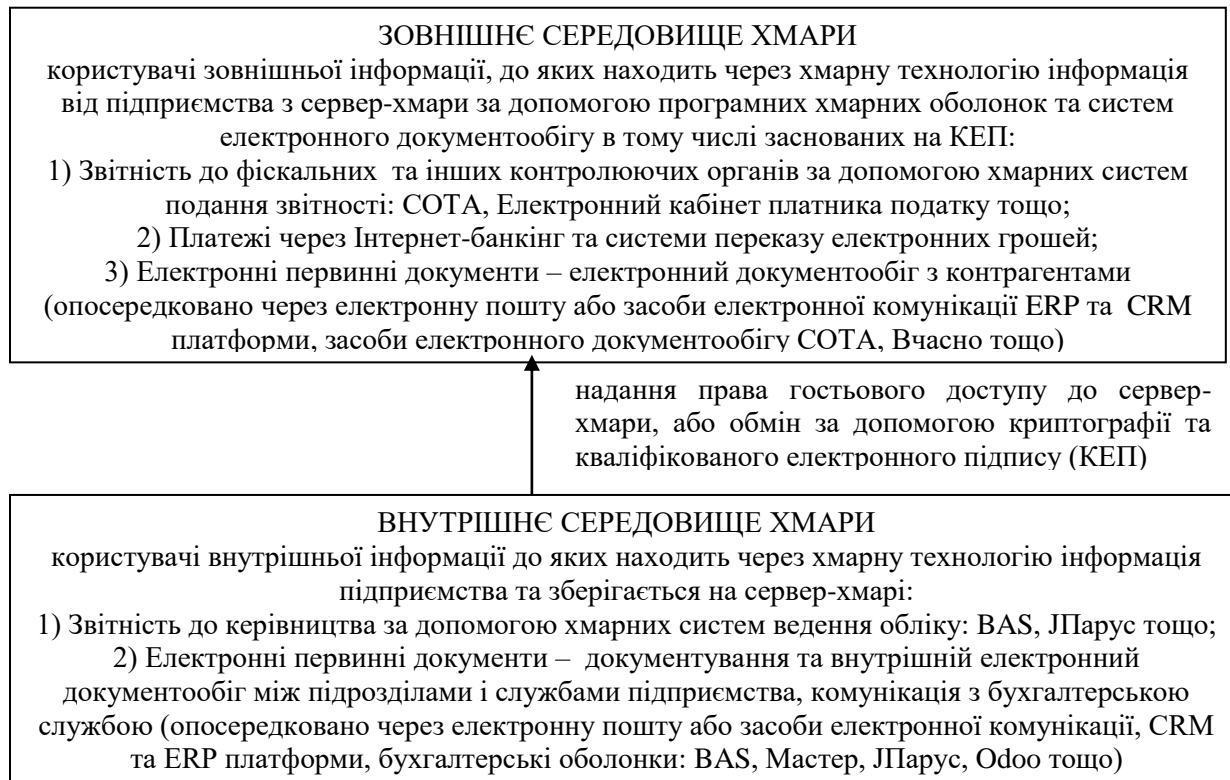 ЗОВНІШНЄ СЕРЕДОВИЩЕ ХМАРИ
користувачі зовнішньої інформації, до яких находить через хмарну технологію інформація
від підприємства з сервер-хмари за допомогою програмних хмарних оболонок та систем
електронного документообігу в тому числі заснованих на КЕП:
1) Звітність до фіскальних та інших контролюючих органів за допомогою хмарних систем
подання звітності: СОТА, Електронний кабінет платника податку тощо;
2) Платежі через Інтернет-банкінг та системи переказу електронних грошей;
3) Електронні первинні документи – електронний документообіг з контрагентами
(опосередковано через електронну пошту або засоби електронної комунікації ERP та CRM
платформи, засоби електронного документообігу СОТА, Вчасно тощо)
надання права гостьового доступу до сервер-
хмари, або обмін за допомогою криптографії та
кваліфікованого електронного підпису (КЕП)
ВНУТРІШНЄ СЕРЕДОВИЩЕ ХМАРИ
користувачі внутрішньої інформації до яких находить через хмарну технологію інформація
підприємства та зберігається на сервер-хмарі:
1) Звітність до керівництва за допомогою хмарних систем ведення обліку: BAS, JПарус тощо;
2) Електронні первинні документи – документування та внутрішній електронний
документообіг між підрозділами і службами підприємства, комунікація з бухгалтерською
службою (опосередковано через електронну пошту або засоби електронної комунікації, CRM
та ERP платформи, бухгалтерські оболонки: BAS, Мастер, JПарус, Odoo тощо)